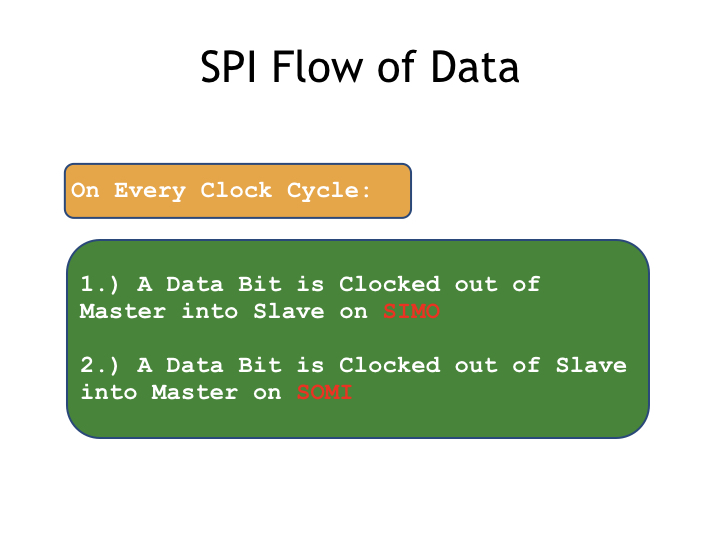 SPI Flow of Data
On Every Clock Cycle:
1.) A Data Bit is Clocked out of
Master into Slave on SIMO
2.) A Data Bit is Clocked out of Slave
into Master on SOMI